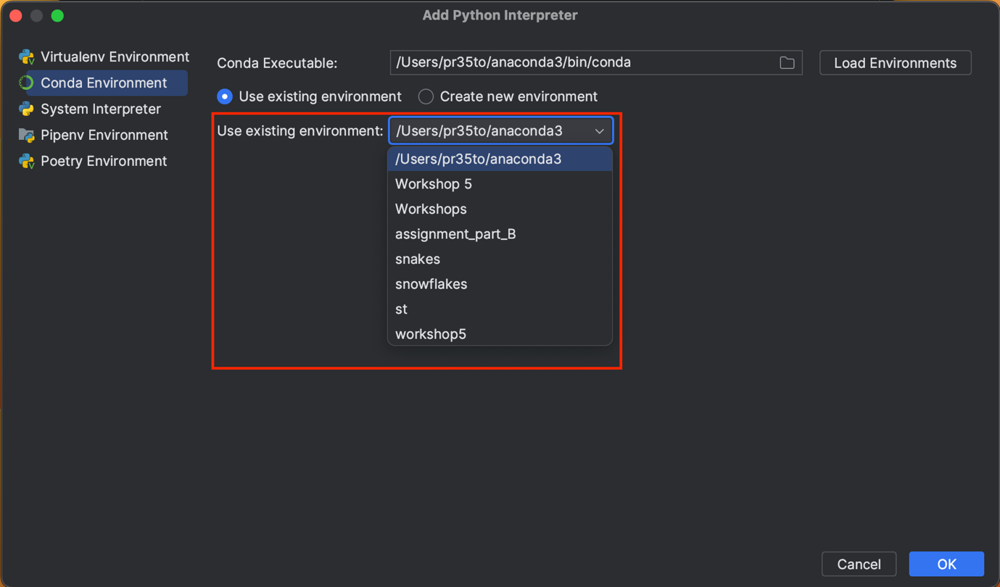 Add Python Interpreter
Virtualenv Environment
Conda Environment
System Interpreter
Pipenv Environment
Poetry Environment
Conda Executable: /Users/pr35to/anaconda3/bin/conda Load Environments
Use existing environment Create new environment
Use existing environment: /Users/pr35to/anaconda3
/Users/pr35to/anaconda3
Workshop 5
Workshops
assignment_part_B
snakes
snowflakes
st
workshop5
Cancel OK